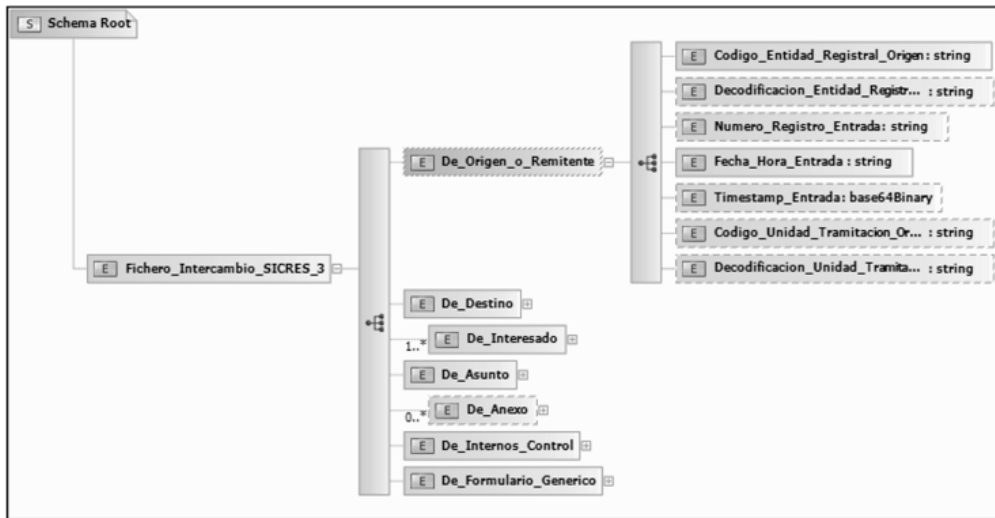 S Schema Root
E Codigo_Entidad_Registral_Origen: string
E Decodificacion_Entidad_Registr... : string
E Numero_Registro_Entrada: string
E De_Origen_o_Remitente
E Fecha_Hora_Entrada : string
E Timestamp_Entrada: base64Binary
E Codigo_Unidad_Tramitacion_Or... : string
E Decodificacion_Unidad_Tramita... : string
E Fichero_Intercambio_SICRES_3
E De_Destino
1..* E De_Interesado
E De_Asunto
0..* E De_Anexo
E De_Internos_Control
E De_Formulario_Generico